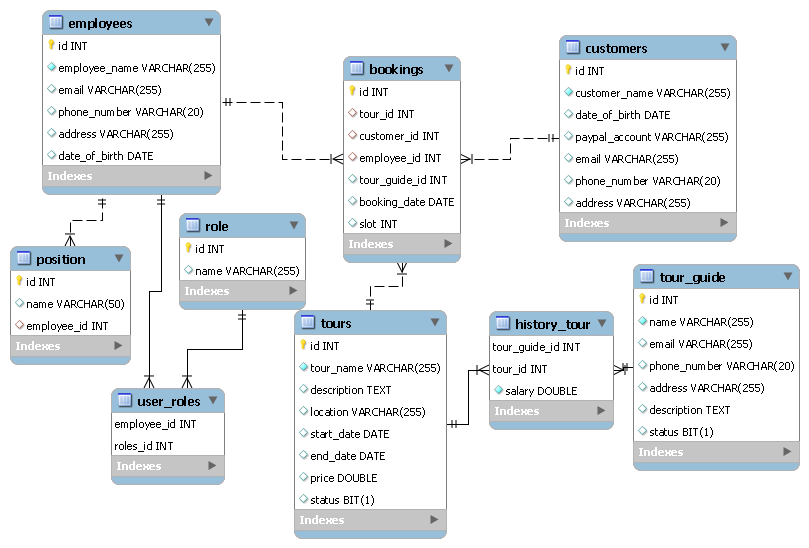 employees
id INT
employee_name VARCHAR(255)
email VARCHAR(255)
phone_number VARCHAR(20)
address VARCHAR(255)
date_of_birth DATE
Indexes
bookings
id INT
tour_id INT
customer_id INT
employee_id INT
tour_guide_id INT
booking_date DATE
slot INT
Indexes
customers
id INT
customer_name VARCHAR(255)
date_of_birth DATE
paypal_account VARCHAR(255)
email VARCHAR(255)
phone_number VARCHAR(20)
address VARCHAR(255)
Indexes
position
id INT
name VARCHAR(50)
employee_id INT
Indexes
role
id INT
name VARCHAR(255)
Indexes
user_roles
employee_id INT
roles_id INT
Indexes
tours
id INT
tour_name VARCHAR(255)
description TEXT
location VARCHAR(255)
start_date DATE
end_date DATE
price DOUBLE
status BIT(1)
Indexes
history_tour
tour_guide_id INT
tour_id INT
salary DOUBLE
Indexes
tour_guide
id INT
name VARCHAR(255)
email VARCHAR(255)
phone_number VARCHAR(20)
address VARCHAR(255)
description TEXT
status BIT(1)
Indexes